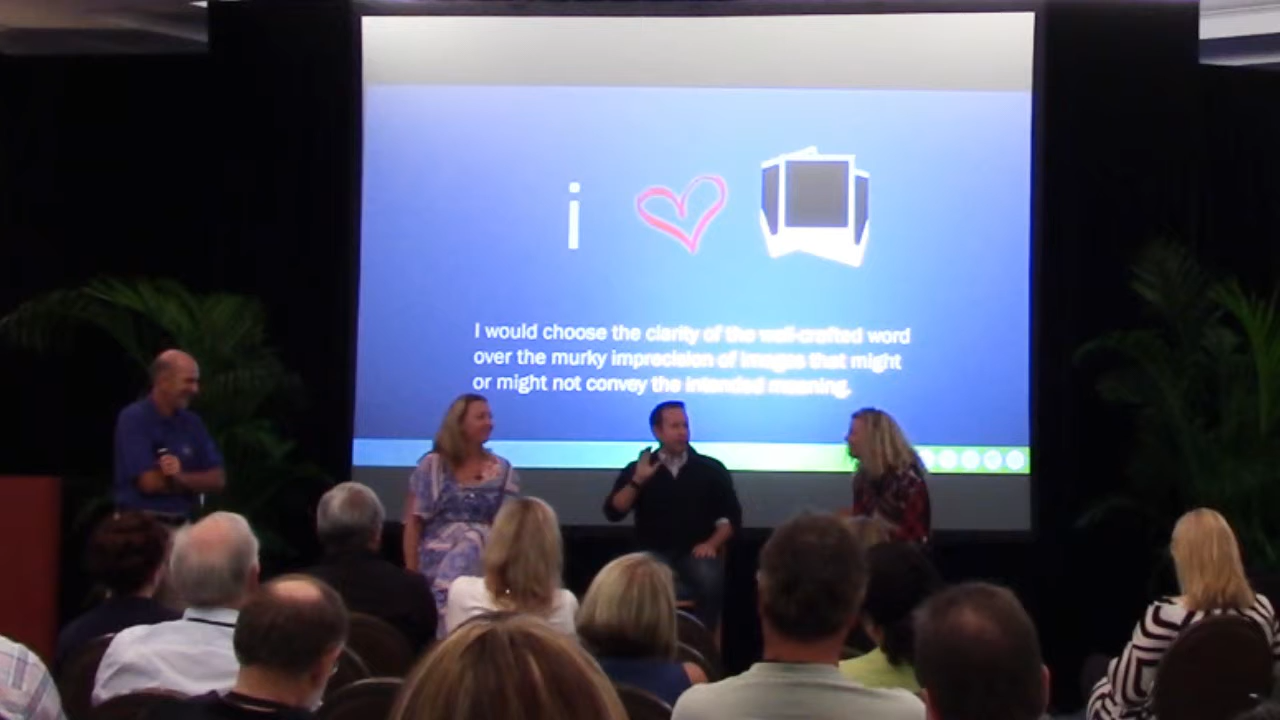 i
I would choose the clarity of the well-crafted word
over the murky imprecision of images that might
or might not convey the intended meaning.